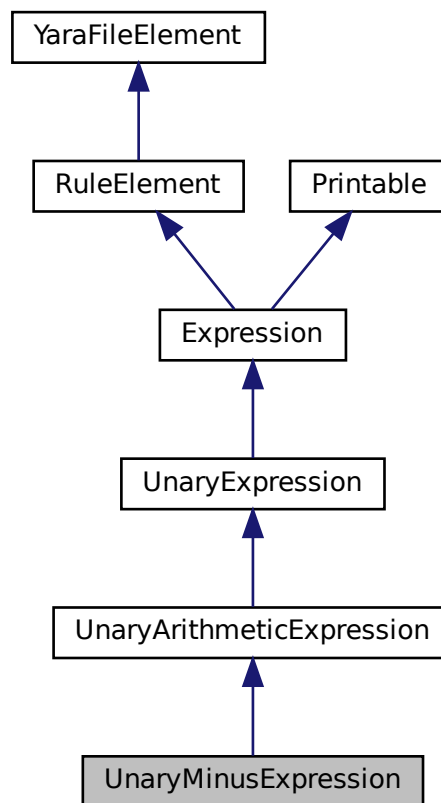 YaraFileElement
RuleElement
Printable
Expression
UnaryExpression
UnaryArithmeticExpression
UnaryMinusExpression